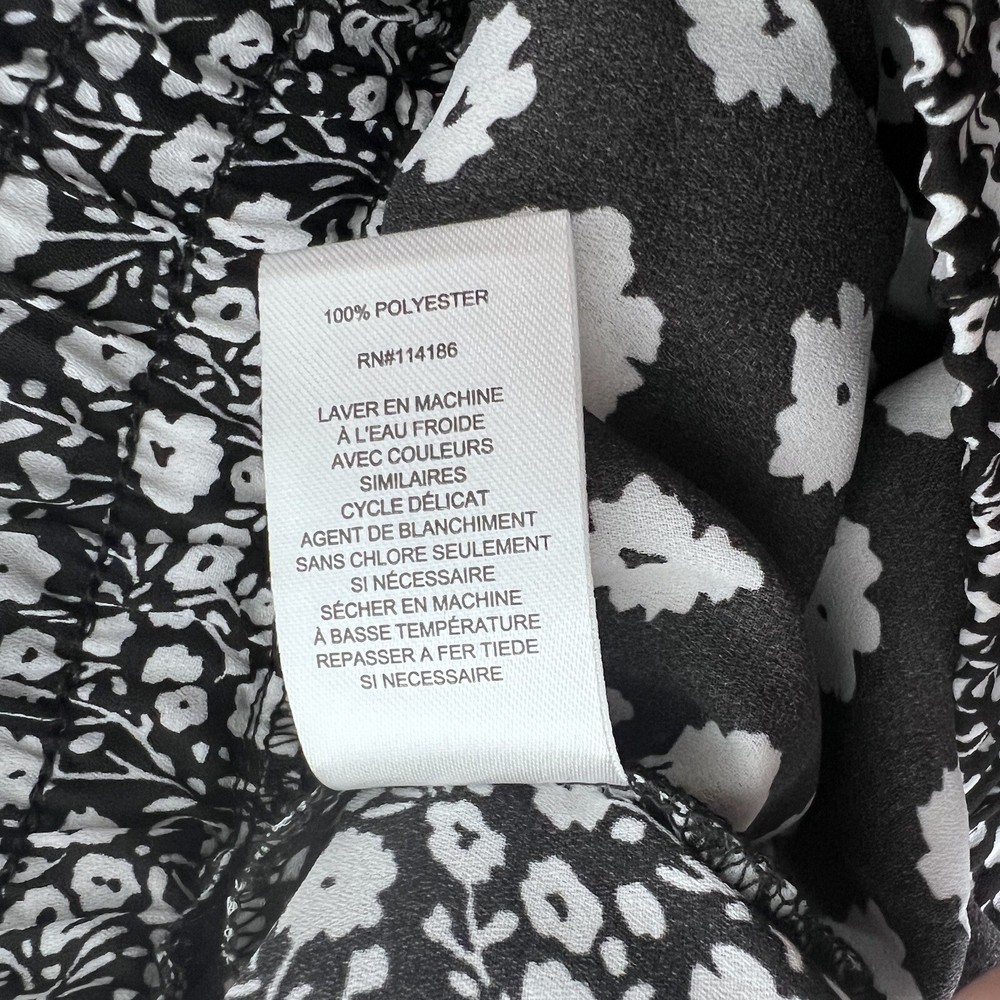 100% POLYESTER
RN#114186
LAVER EN MACHINE
À L'EAU FROIDE
AVEC COULEURS
SIMILAIRES
CYCLE DÉLICAT
AGENT DE BLANCHIMENT
SANS CHLORE SEULEMENT
SI NÉCESSAIRE
SÉCHER EN MACHINE
À BASSE TEMPÉRATURE
REPASSER A FER TIEDE
SI NECESSAIRE